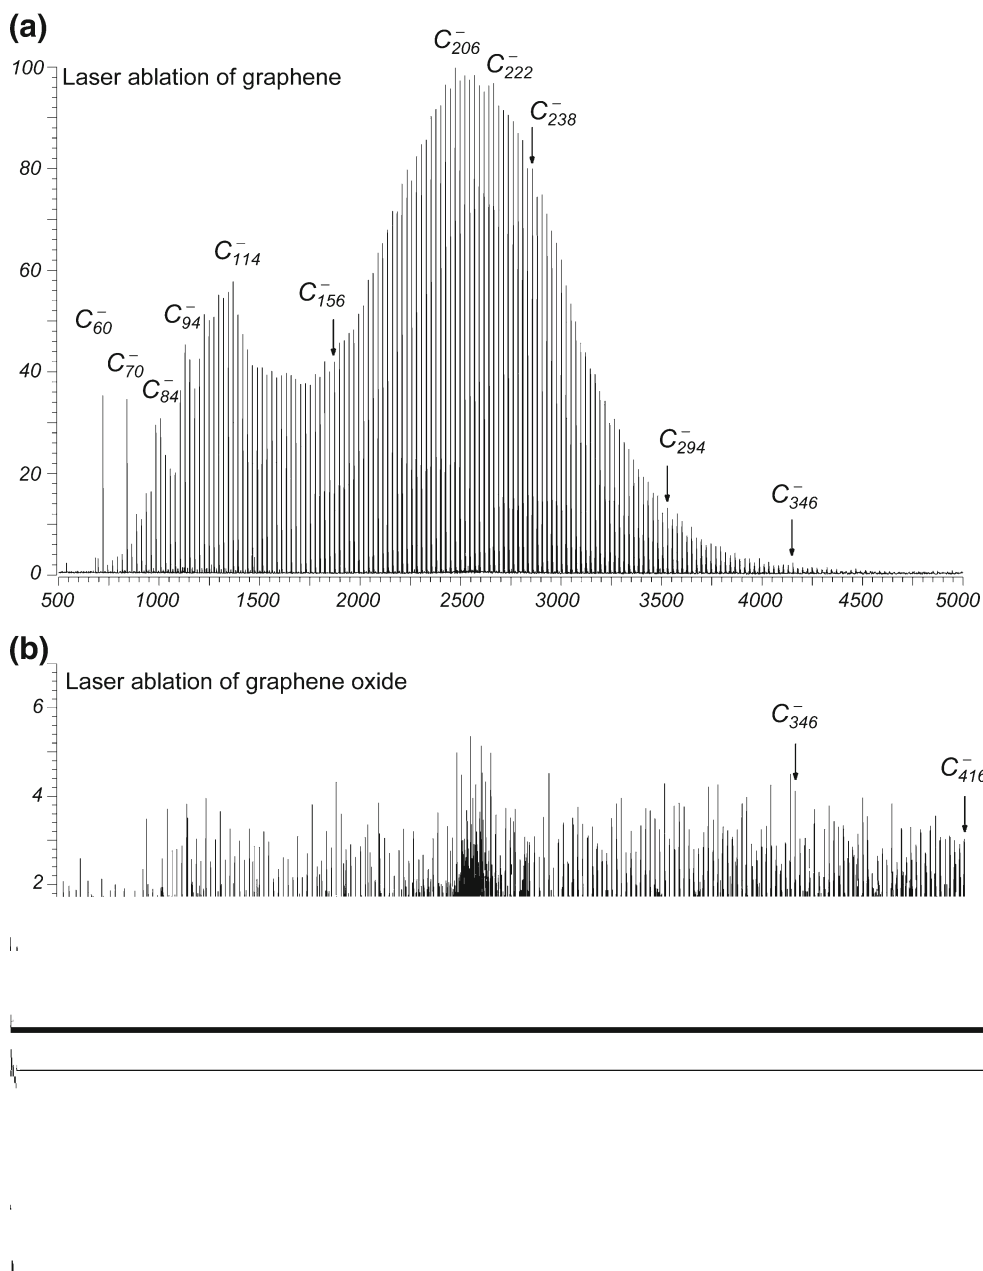 (a)
Laser ablation of graphene
C₆₀⁻
C₇₀⁻
C₈₄⁻
C₉₄⁻
C₁₁₄⁻
C₁₅₆⁻
C₂₀₆⁻
C₂₂₂⁻
C₂₃₈⁻
C₂₉₄⁻
C₃₄₆⁻
100
80
60
40
20
0
500 1000 1500 2000 2500 3000 3500 4000 4500 5000
(b)
Laser ablation of graphene oxide
C₃₄₆⁻
C₄₁₆⁻
6
4
2